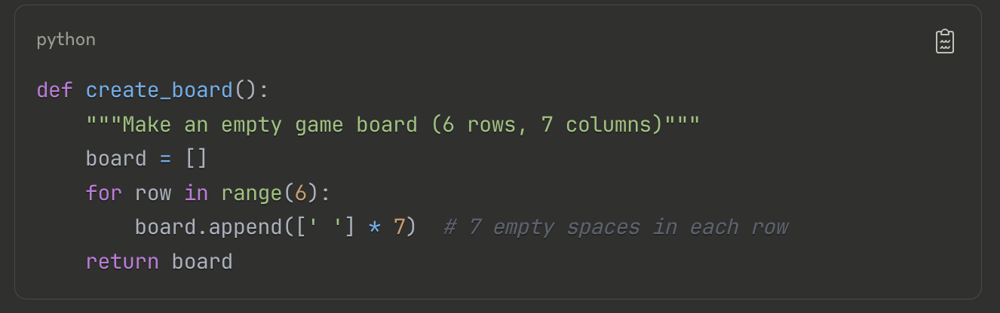 python
def create_board():
    """Make an empty game board (6 rows, 7 columns)"""
    board = []
    for row in range(6):
        board.append([' '] * 7)  # 7 empty spaces in each row
    return board